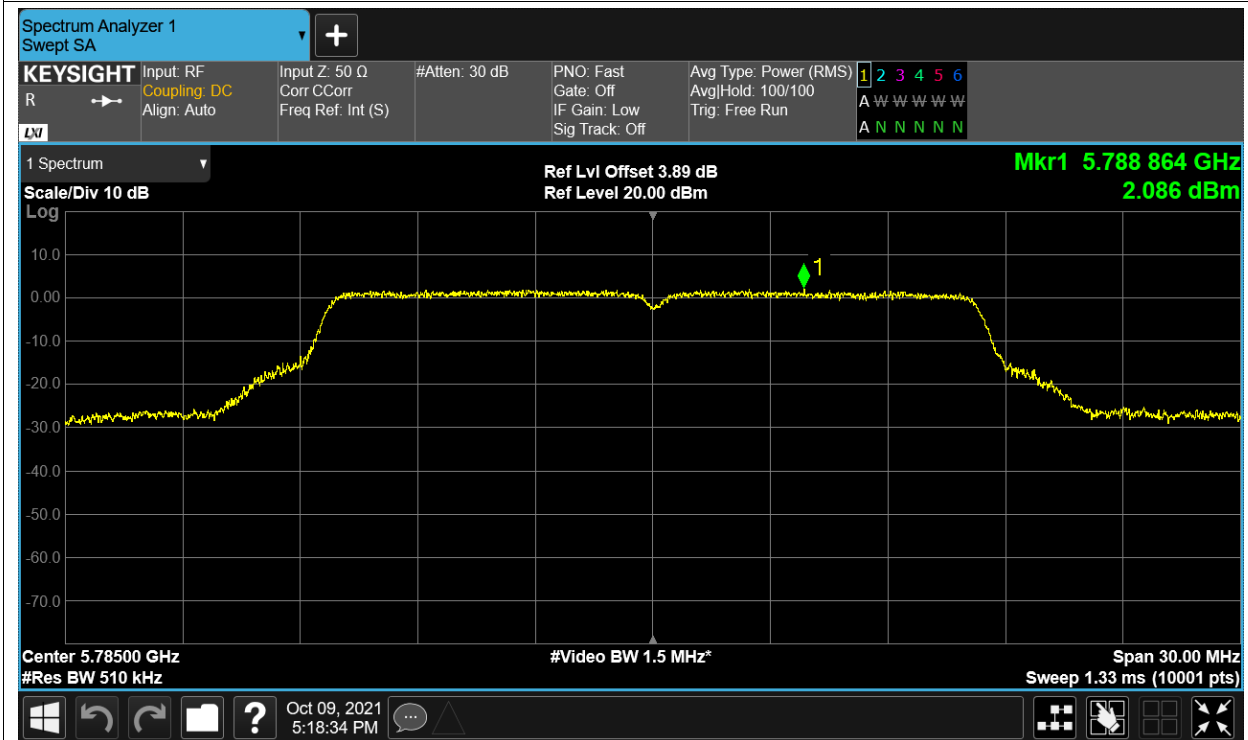 Spectrum Analyzer 1
Swept SA
+
KEYSIGHT Input: RF Input Z: 50 Ω #Atten: 30 dB PNO: Fast Avg Type: Power (RMS) 1 2 3 4 5 6
R Coupling: DC Corr CCorr Gate: Off Avg|Hold: 100/100 A W W W W W
Align: Auto Freq Ref: Int (S) IF Gain: Low Trig: Free Run
LXI Sig Track: Off A N N N N N
1 Spectrum Ref Lvl Offset 3.89 dB Mkr1 5.788 864 GHz
Scale/Div 10 dB Ref Level 20.00 dBm 2.086 dBm
Log
10.0
1
0.00
-10.0
-20.0
-30.0
-40.0
-50.0
-60.0
-70.0
Center 5.78500 GHz #Video BW 1.5 MHz* Span 30.00 MHz
#Res BW 510 kHz Sweep 1.33 ms (10001 pts)
? Oct 09, 2021
5:18:34 PM